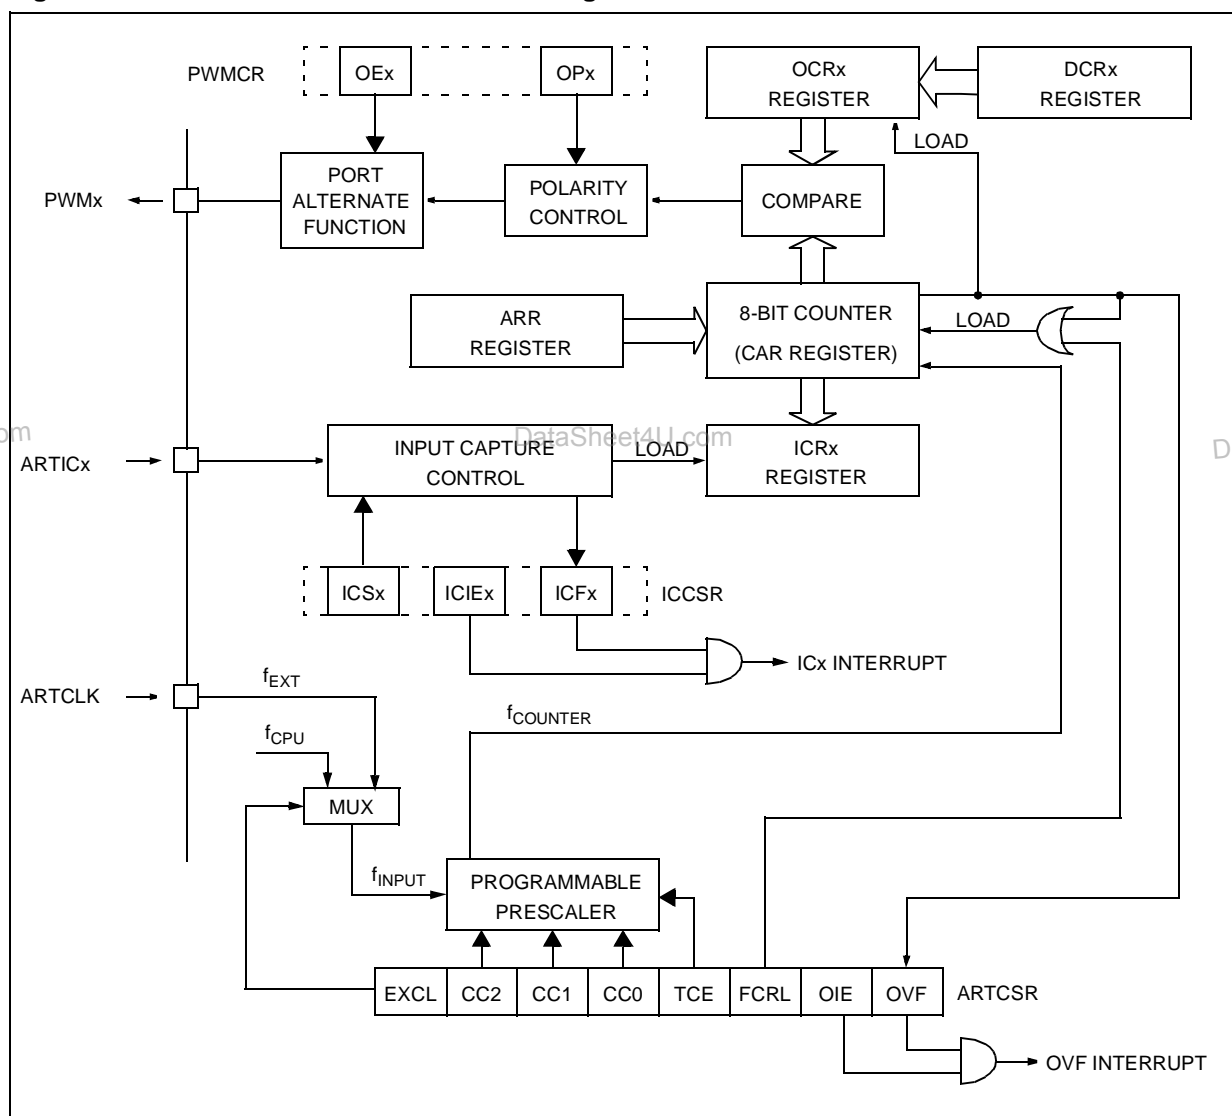 PWMCR
OEx
OPx
OCRx
REGISTER
DCRx
REGISTER
LOAD
PWMx
PORT
ALTERNATE
FUNCTION
POLARITY
CONTROL
COMPARE
ARR
REGISTER
8-BIT COUNTER
(CAR REGISTER)
LOAD
ARTICx
INPUT CAPTURE
CONTROL
LOAD
ICRx
REGISTER
DataSheet4U.com
om
D
ICSx
ICIEx
ICFx
ICCSR
ICx INTERRUPT
ARTCLK
fEXT
fCPU
fCOUNTER
MUX
fINPUT
PROGRAMMABLE
PRESCALER
EXCL
CC2
CC1
CC0
TCE
FCRL
OIE
OVF
ARTCSR
OVF INTERRUPT